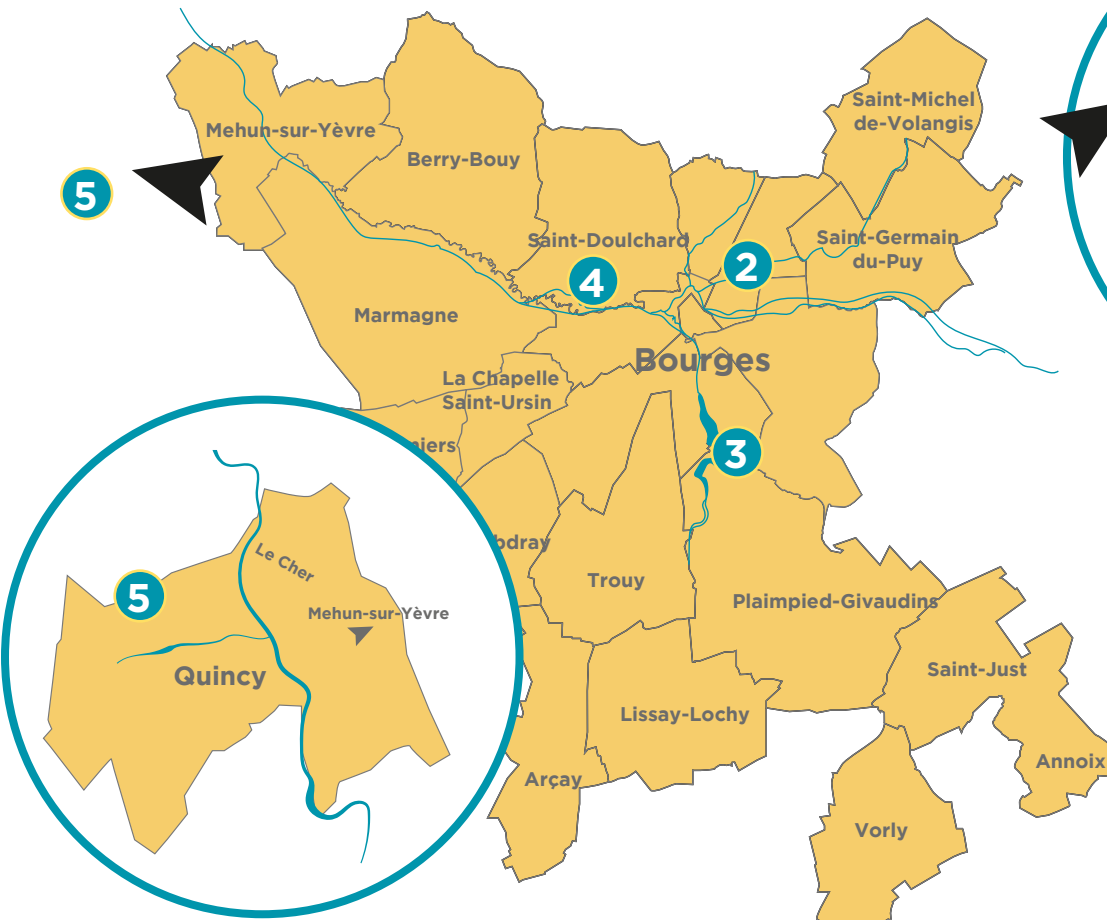 Saint-Michel
de-Volangis
Mehun-sur-Yèvre
Berry-Bouy
5
Saint-Doulchard
Saint-Germain
du-Puy
2
4
Marmagne
Bourges
La Chapelle
Saint-Ursin
niers
3
bdray
Le Cher
Trouy
5
Plaimpied-Givaudins
Mehun-sur-Yèvre
Quincy
Saint-Just
Lissay-Lochy
Annoix
Arçay
Vorly